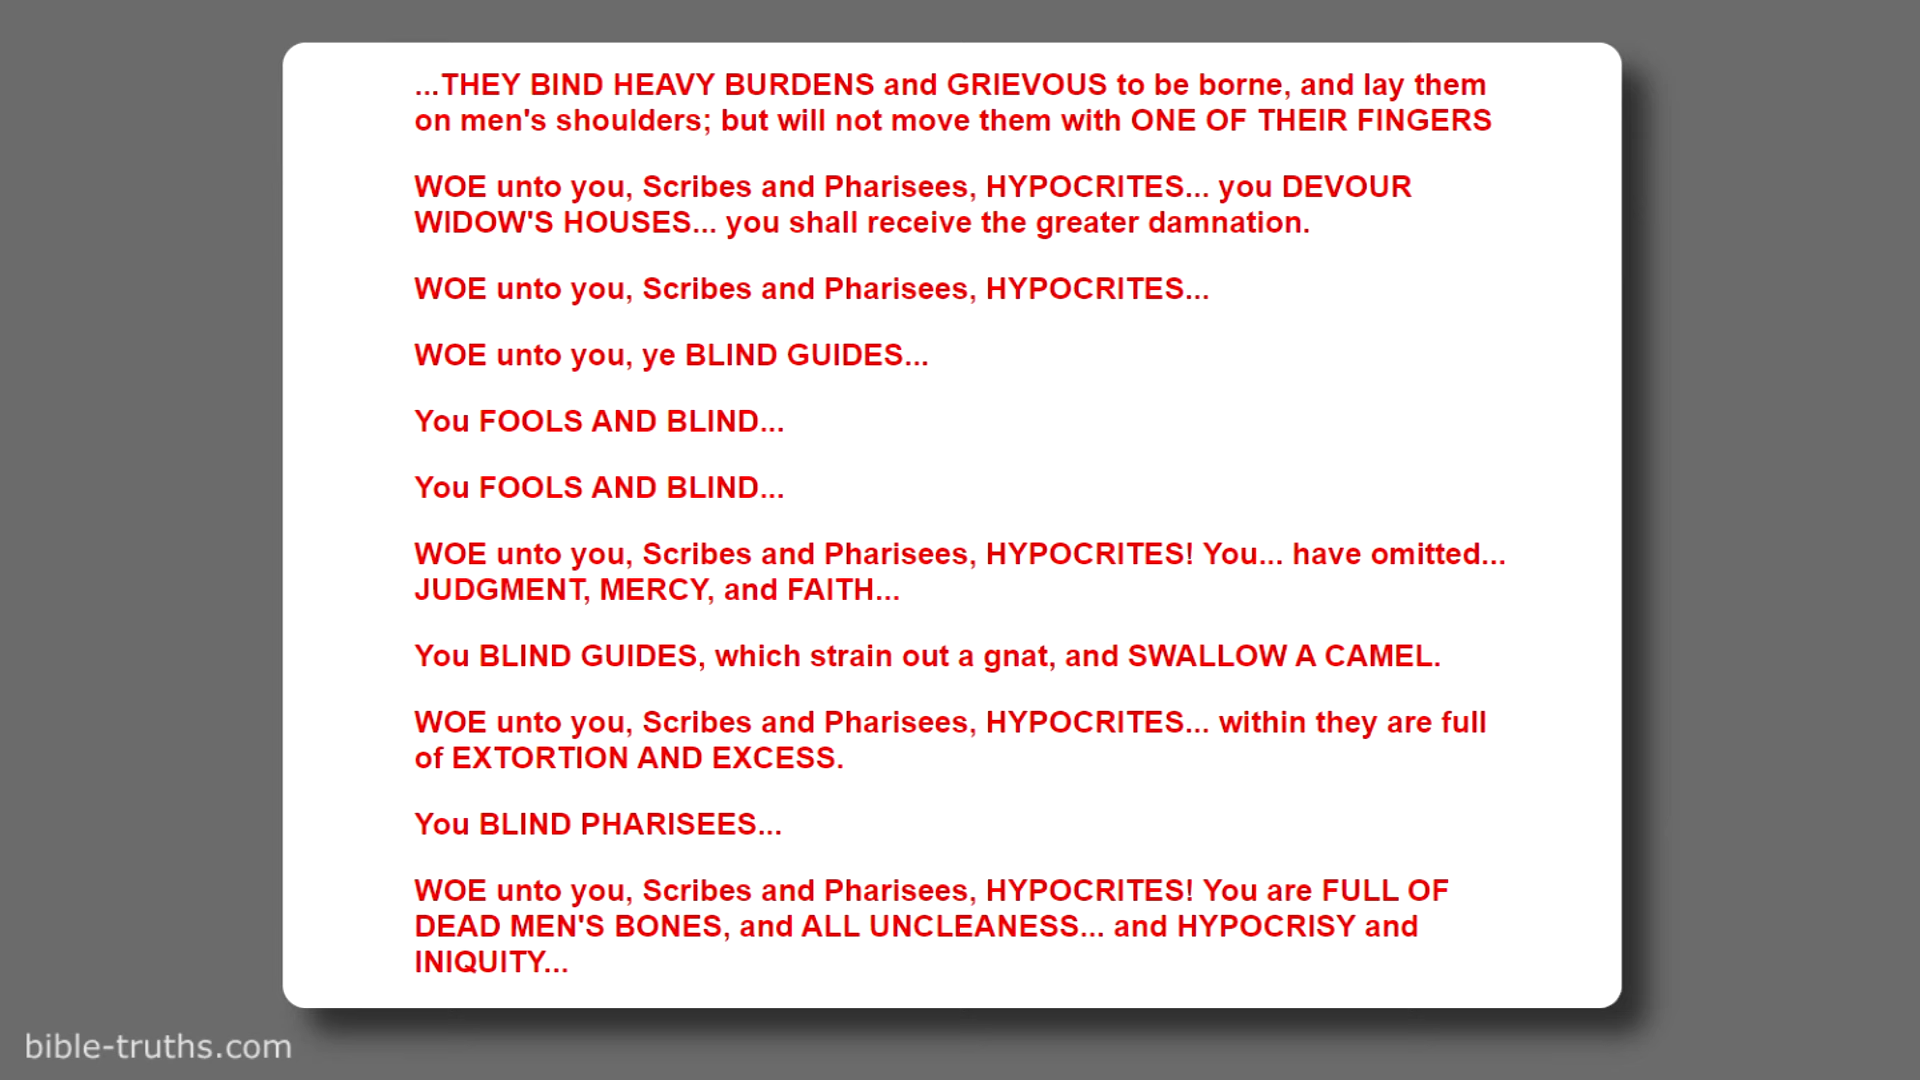 ...THEY BIND HEAVY BURDENS and GRIEVOUS to be borne, and lay them
on men's shoulders; but will not move them with ONE OF THEIR FINGERS
WOE unto you, Scribes and Pharisees, HYPOCRITES... you DEVOUR
WIDOW'S HOUSES... you shall receive the greater damnation.
WOE unto you, Scribes and Pharisees, HYPOCRITES...
WOE unto you, ye BLIND GUIDES...
You FOOLS AND BLIND...
You FOOLS AND BLIND...
WOE unto you, Scribes and Pharisees, HYPOCRITES! You... have omitted...
JUDGMENT, MERCY, and FAITH...
You BLIND GUIDES, which strain out a gnat, and SWALLOW A CAMEL.
WOE unto you, Scribes and Pharisees, HYPOCRITES... within they are full
of EXTORTION AND EXCESS.
You BLIND PHARISEES...
WOE unto you, Scribes and Pharisees, HYPOCRITES! You are FULL OF
DEAD MEN'S BONES, and ALL UNCLEANESS... and HYPOCRISY and
INIQUITY...
bible-truths.com